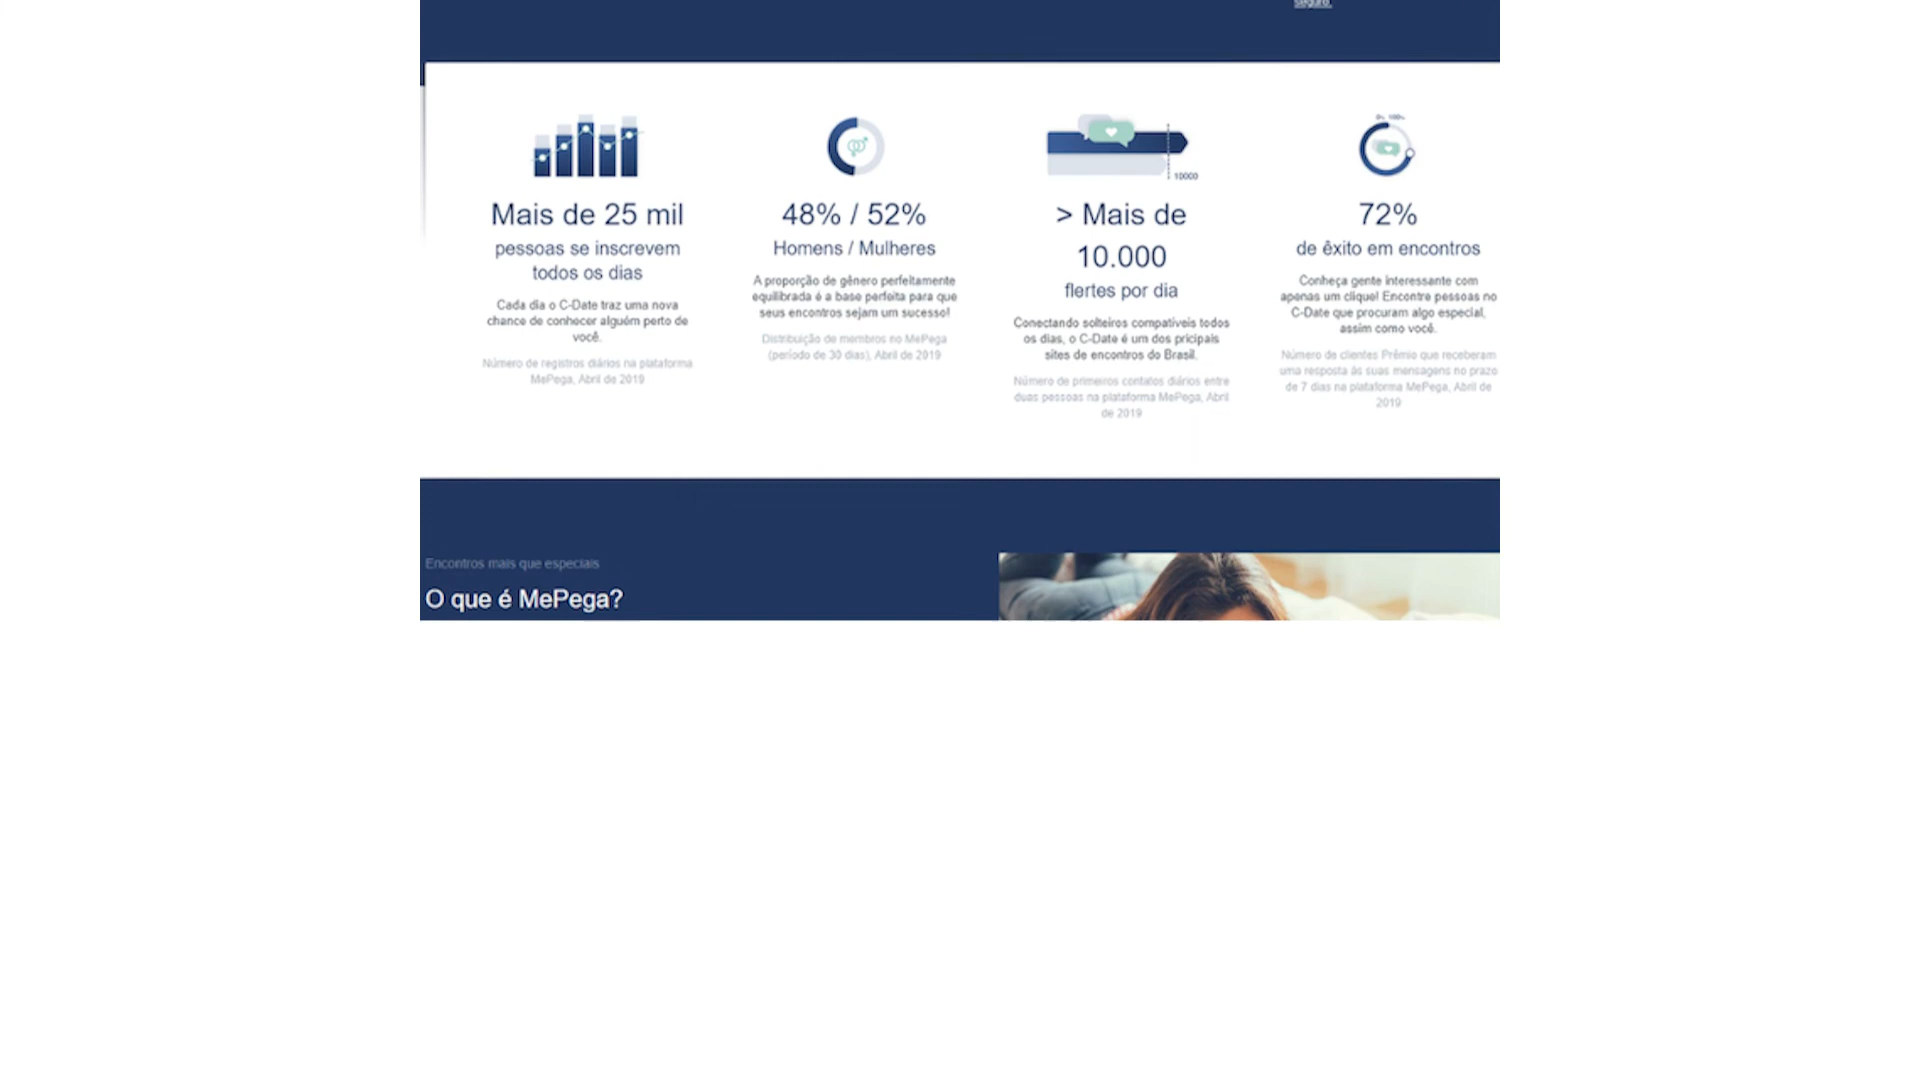 seguro.
Mais de 25 mil
pessoas se inscrevem
todos os dias
Cada dia o C-Date traz uma nova
chance de conhecer alguém perto de
você.
Número de registros diários na plataforma
MePega, Abril de 2019
48% / 52%
Homens / Mulheres
A proporção de gênero perfeitamente
equilibrada é a base perfeita para que
seus encontros sejam um sucesso!
Distribuição de membros no MePega
(período de 30 dias), Abril de 2019
10000
> Mais de
10.000
flertes por dia
Conectando solteiros compatíveis todos
os dias, o C-Date é um dos pricipais
sites de encontros do Brasil.
Número de primeiros contatos diários entre
duas pessoas na plataforma MePega, Abril
de 2019
0% 100%
72%
de êxito em encontros
Conheça gente interessante com
apenas um clique! Encontre pessoas no
C-Date que procuram algo especial,
assim como você.
Número de clientes Prêmio que receberam
uma resposta às suas mensagens no prazo
de 7 dias na plataforma MePega, Abril de
2019
Encontros mais que especiais
O que é MePega?